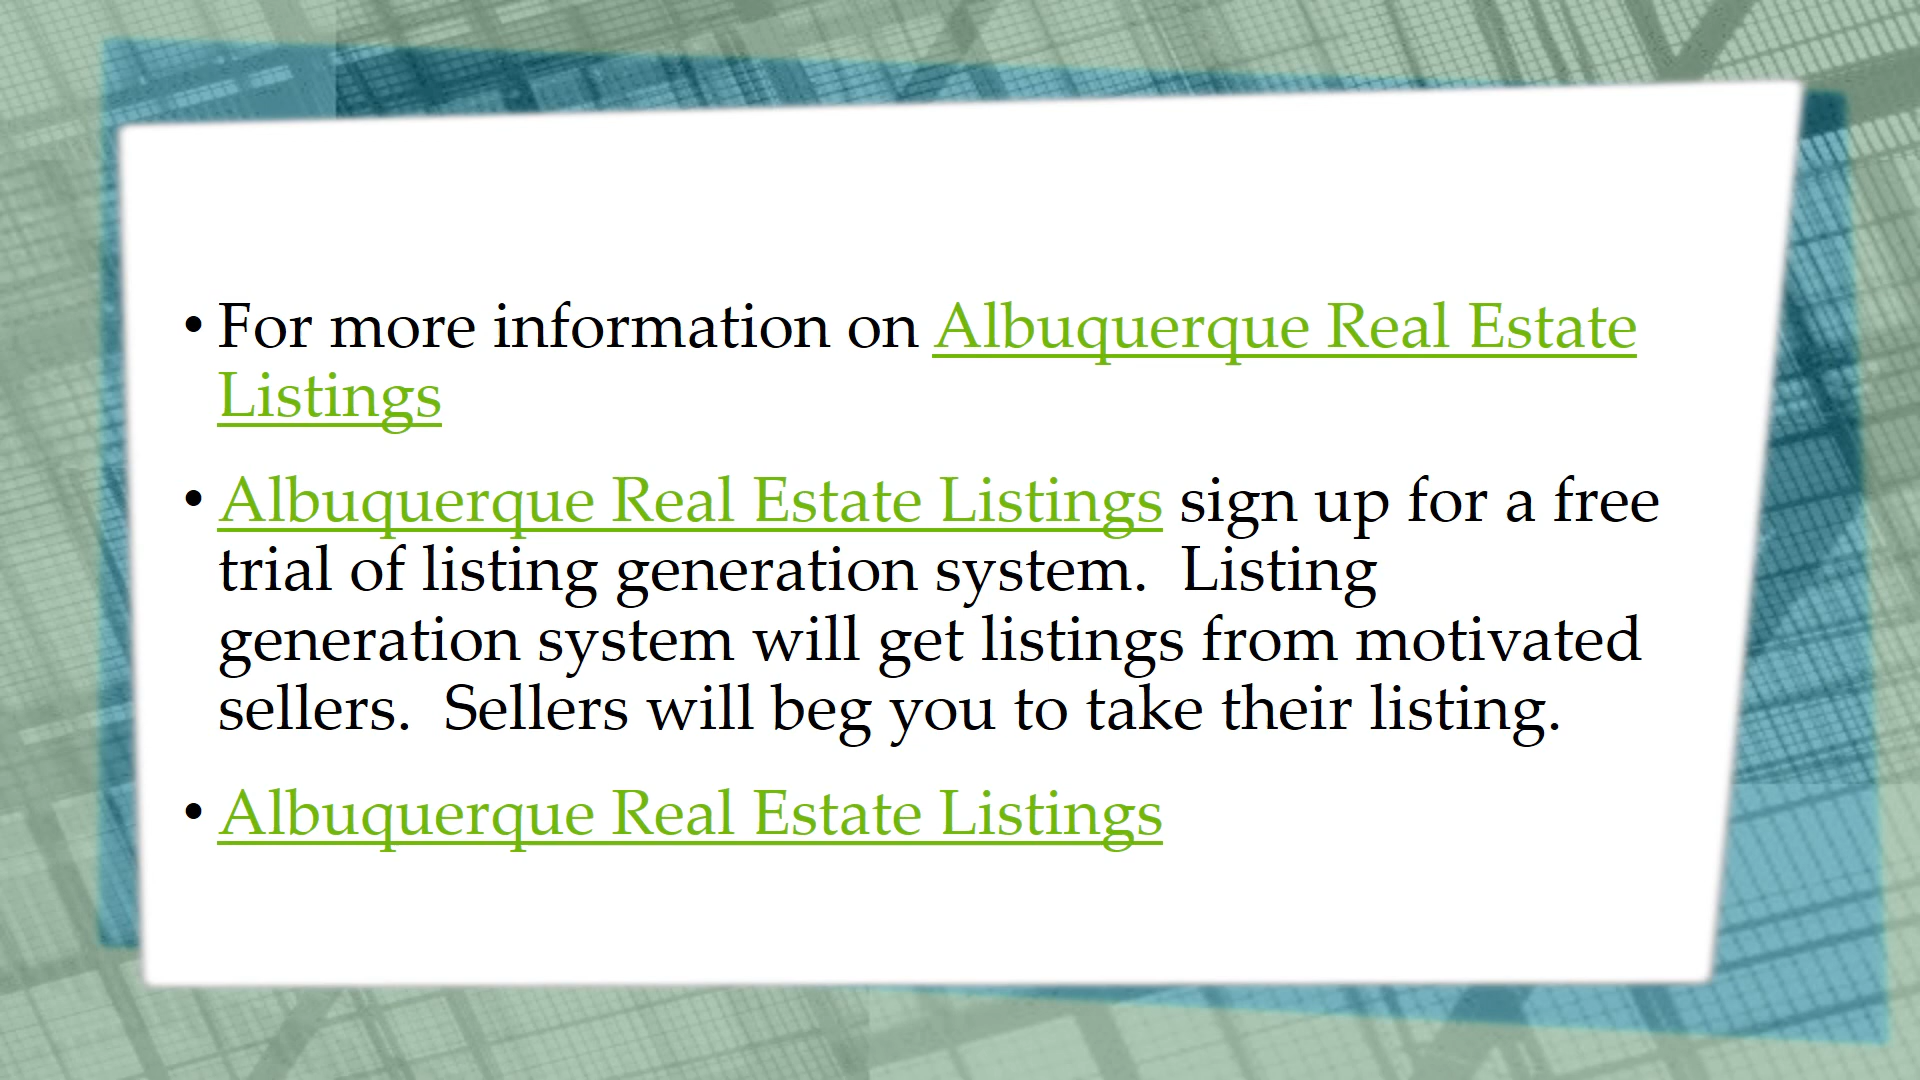 • For more information on Albuquerque Real Estate
Listings
• Albuquerque Real Estate Listings sign up for a free
trial of listing generation system.  Listing
generation system will get listings from motivated
sellers.  Sellers will beg you to take their listing.
• Albuquerque Real Estate Listings